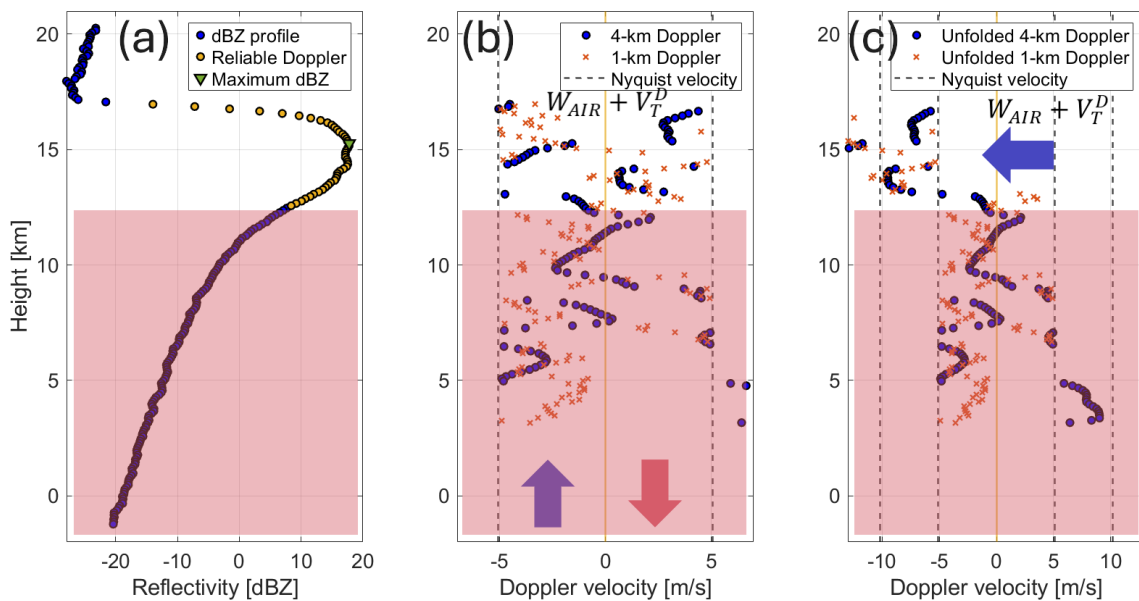 (a)
dBZ profile
Reliable Doppler
Maximum dBZ
20
15
10
5
0
Height [km]
-20 -10 0 10 20
Reflectivity [dBZ]
(b)
4-km Doppler
1-km Doppler
Nyquist velocity
W_AIR + V_T^D
20
15
10
5
0
-5 0 5
Doppler velocity [m/s]
(c)
Unfolded 4-km Doppler
Unfolded 1-km Doppler
Nyquist velocity
W_AIR + V_T^D
20
15
10
5
0
-10 -5 0 5 10
Doppler velocity [m/s]